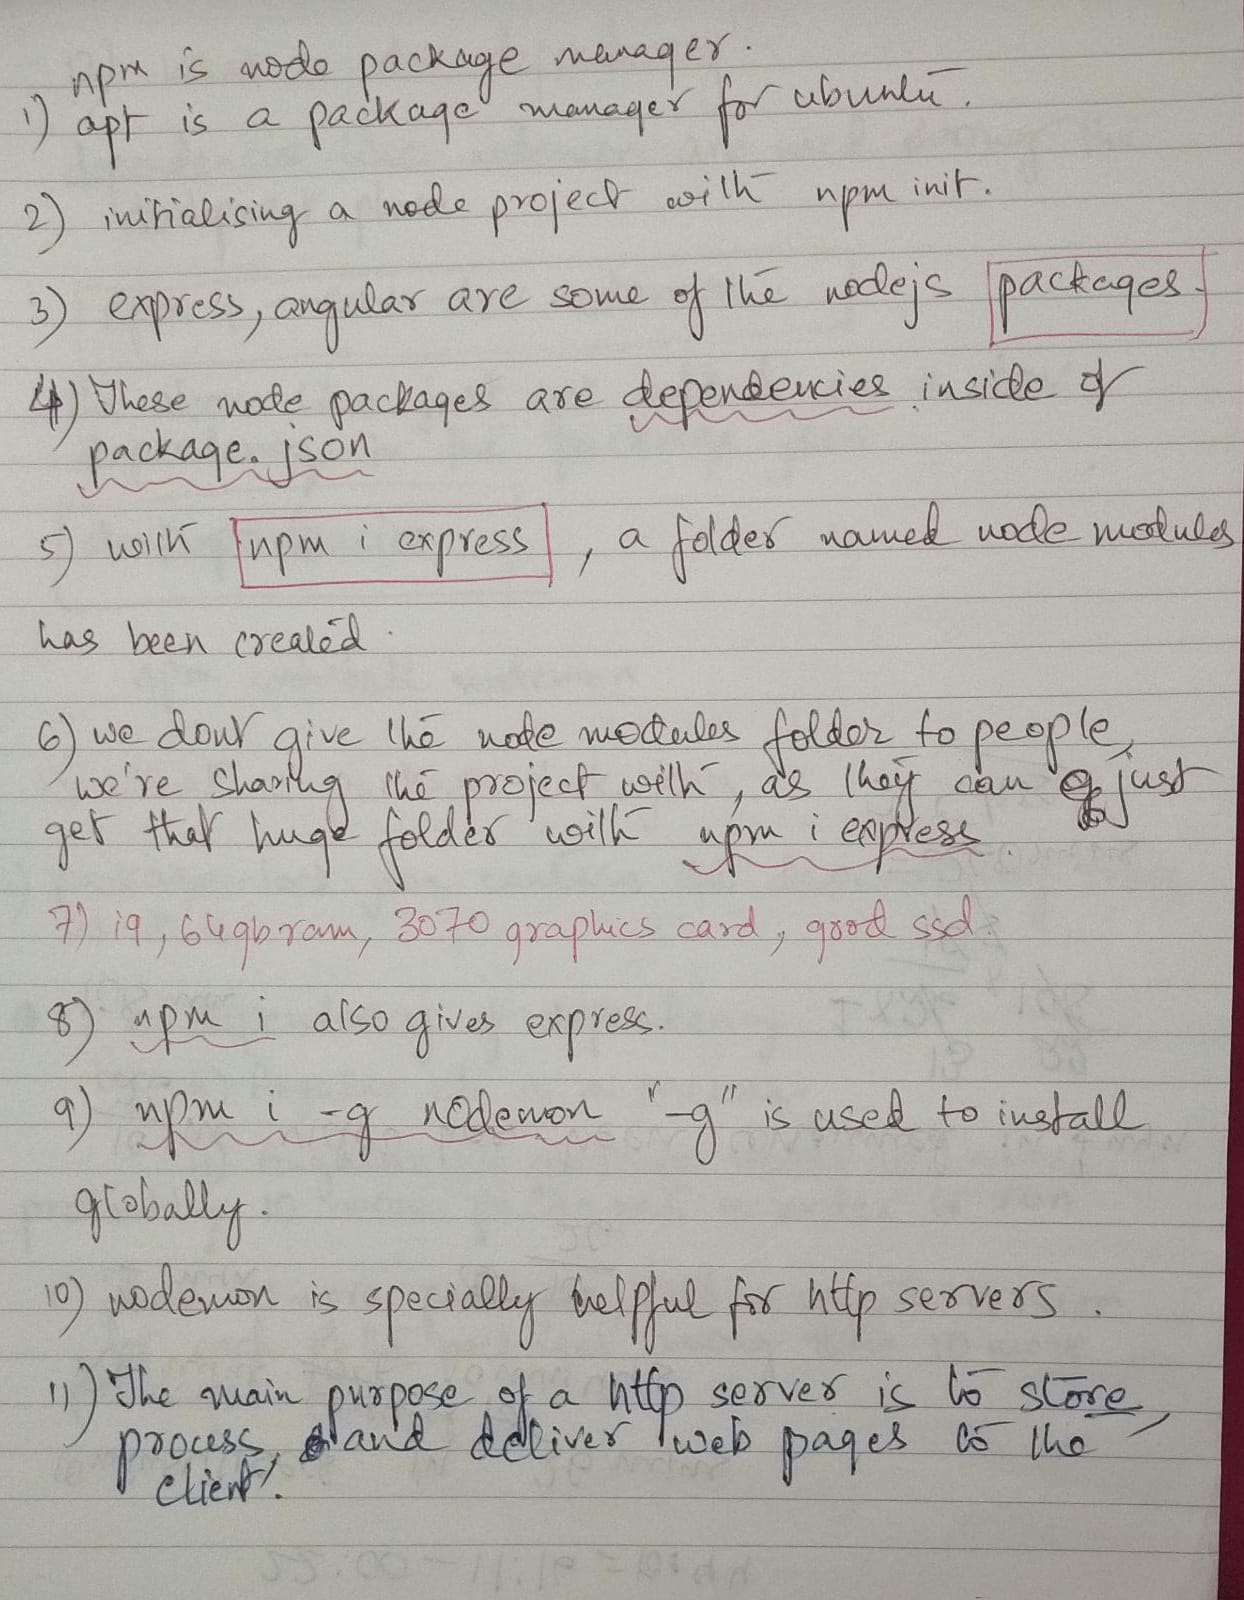 npm is node package manager.
1) apt is a package manager for ubuntu.
2) initialising a node project with npm init.
3) express, angular are some of the nodejs packages.
4) These node packages are dependencies inside of
package.json
5) with npm i express, a folder named node modules
has been created.
6) we dont give the node modules folder to people,
we're sharing the project with, as they can just
get that huge folder with npm i express.
7) i9, 64gb ram, 3070 graphics card, good ssd.
8) npm i also gives express.
9) npm i -g nodemon "-g" is used to install
globally.
10) nodemon is specially helpful for http servers.
11) The main purpose of a http server is to store,
process, and deliver web pages to the
client.